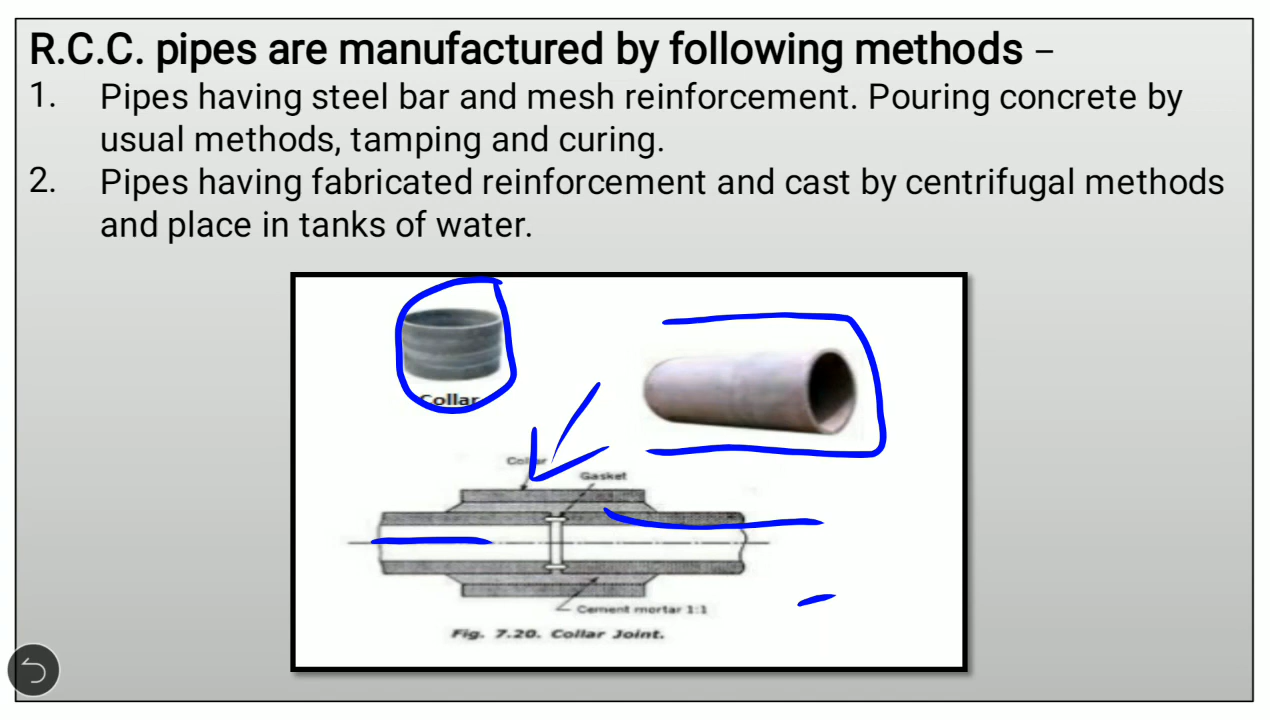 R.C.C. pipes are manufactured by following methods –
1. Pipes having steel bar and mesh reinforcement. Pouring concrete by
usual methods, tamping and curing.
2. Pipes having fabricated reinforcement and cast by centrifugal methods
and place in tanks of water.
Collar
Collar
Gasket
Cement mortar 1:1
Fig. 7.20. Collar Joint.